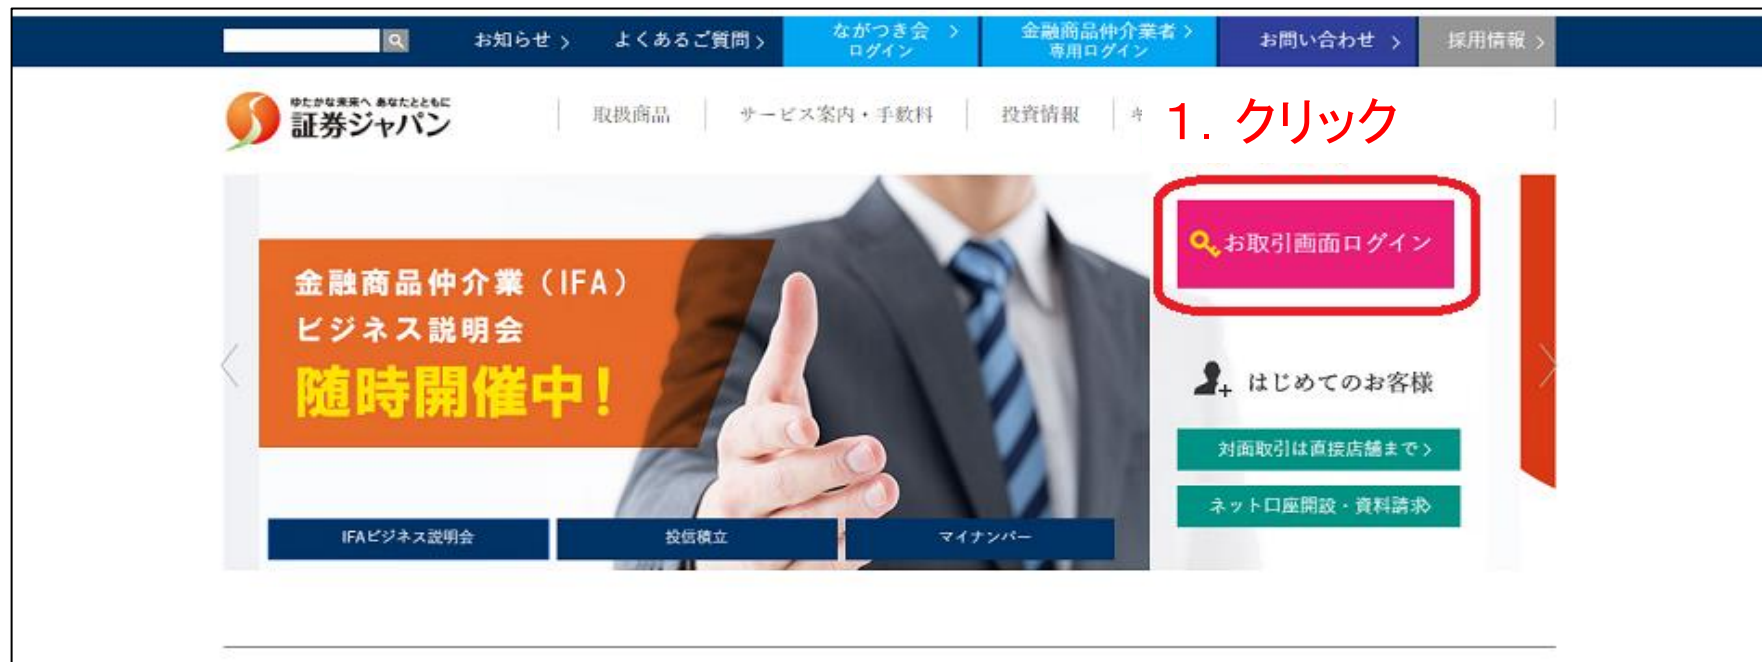 お知らせ >
よくあるご質問 >
ながつき会 >
ログイン
金融商品仲介業者 >
専用ログイン
お問い合わせ >
採用情報 >
ゆたかな未来へ あなたとともに
証券ジャパン
取扱商品
サービス案内・手数料
投資情報
1. クリック
お取引画面ログイン
金融商品仲介業（IFA）
ビジネス説明会
随時開催中！
はじめてのお客様
対面取引は直接店舗まで >
ネット口座開設・資料請求 >
IFAビジネス説明会
投信積立
マイナンバー